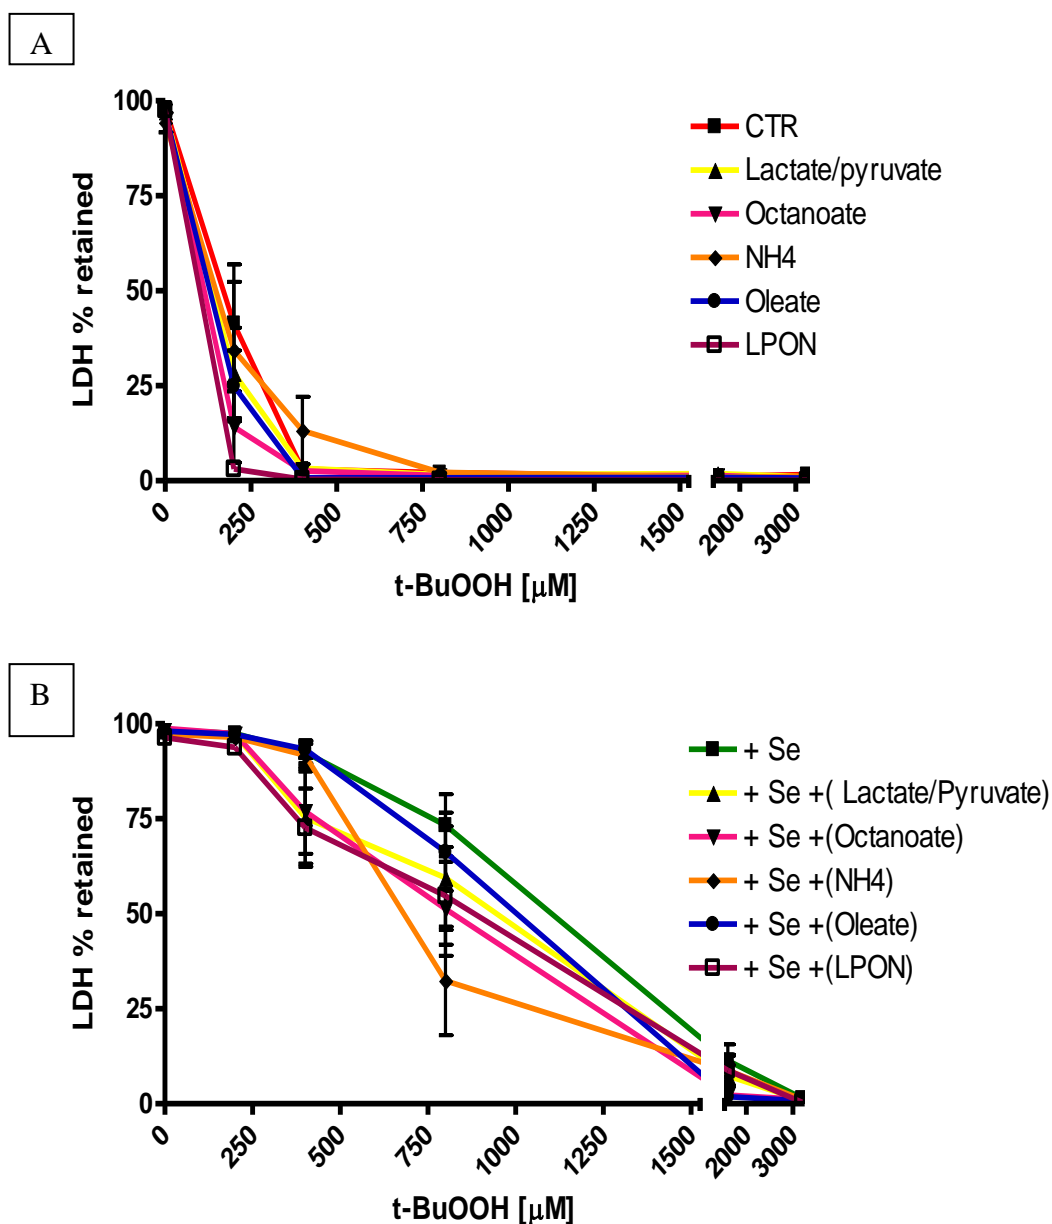 A
LDH % retained
100
75
50
25
0
0
250
500
750
1000
1250
1500
2000
3000
t-BuOOH [μM]
CTR
Lactate/pyruvate
Octanoate
NH4
Oleate
LPON
B
LDH % retained
100
75
50
25
0
0
250
500
750
1000
1250
1500
2000
3000
t-BuOOH [μM]
+ Se
+ Se +( Lactate/Pyruvate)
+ Se +(Octanoate)
+ Se +(NH4)
+ Se +(Oleate)
+ Se +(LPON)